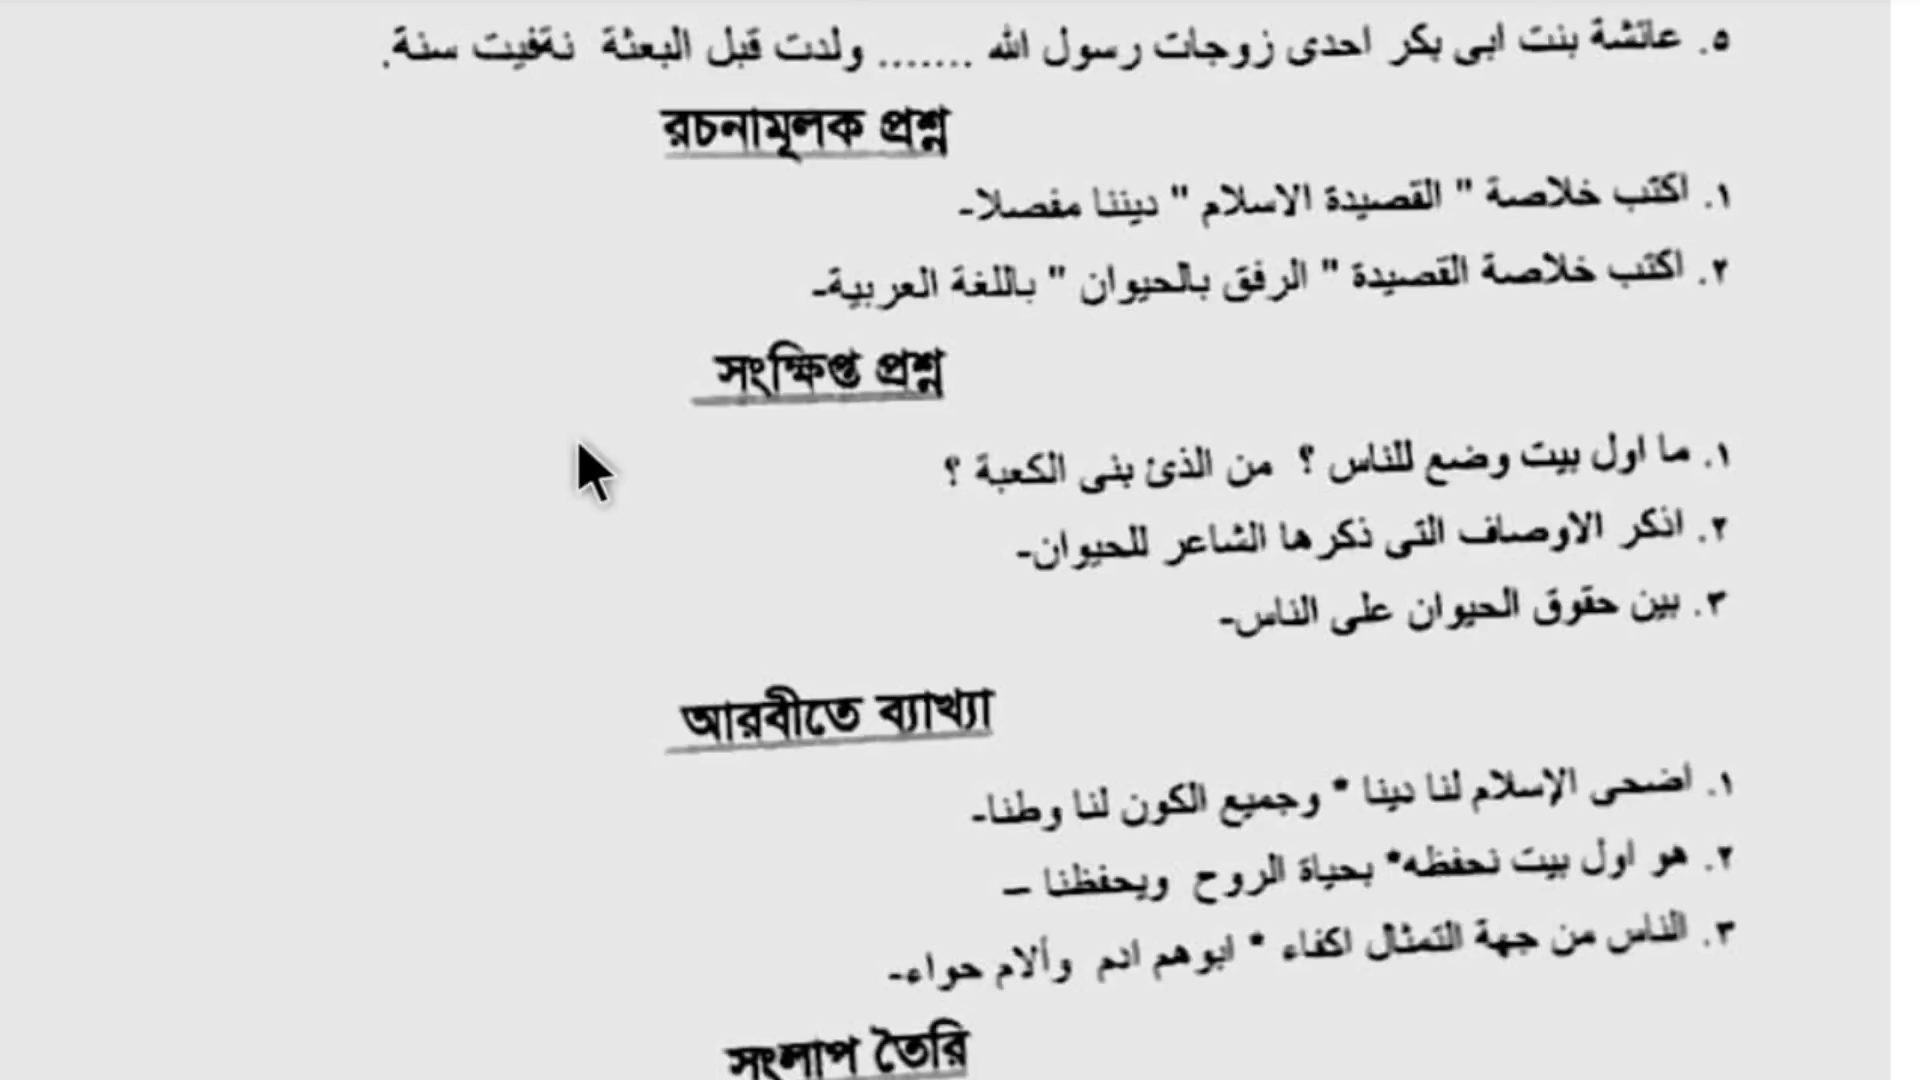 ٥. عائشة بنت ابى بكر احدى زوجات رسول الله ....... ولدت قبل البعثة سنة.
রচনামূলক প্রশ্ন
١. اكتب خلاصة " القصيدة الاسلام " ديننا مفصلا-
٢. اكتب خلاصة القصيدة " الرفق بالحيوان " باللغة العربية-
সংক্ষিপ্ত প্রশ্ন
١. ما اول بيت وضع للناس ؟ من الذئ بنى الكعبة ؟
٢. اذكر الاوصاف التى ذكرها الشاعر للحيوان-
٣. بين حقوق الحيوان على الناس-
আরবীতে ব্যাখ্যা
١. اضحى الإسلام لنا دينا * وجميع الكون لنا وطنا-
٢. هو اول بيت نحفظه* بحياة الروح ويحفظنا –
٣. الناس من جهة التمثال اكفاء * ابوهم ادم وألام حواء-
সংলাপ তৈরি